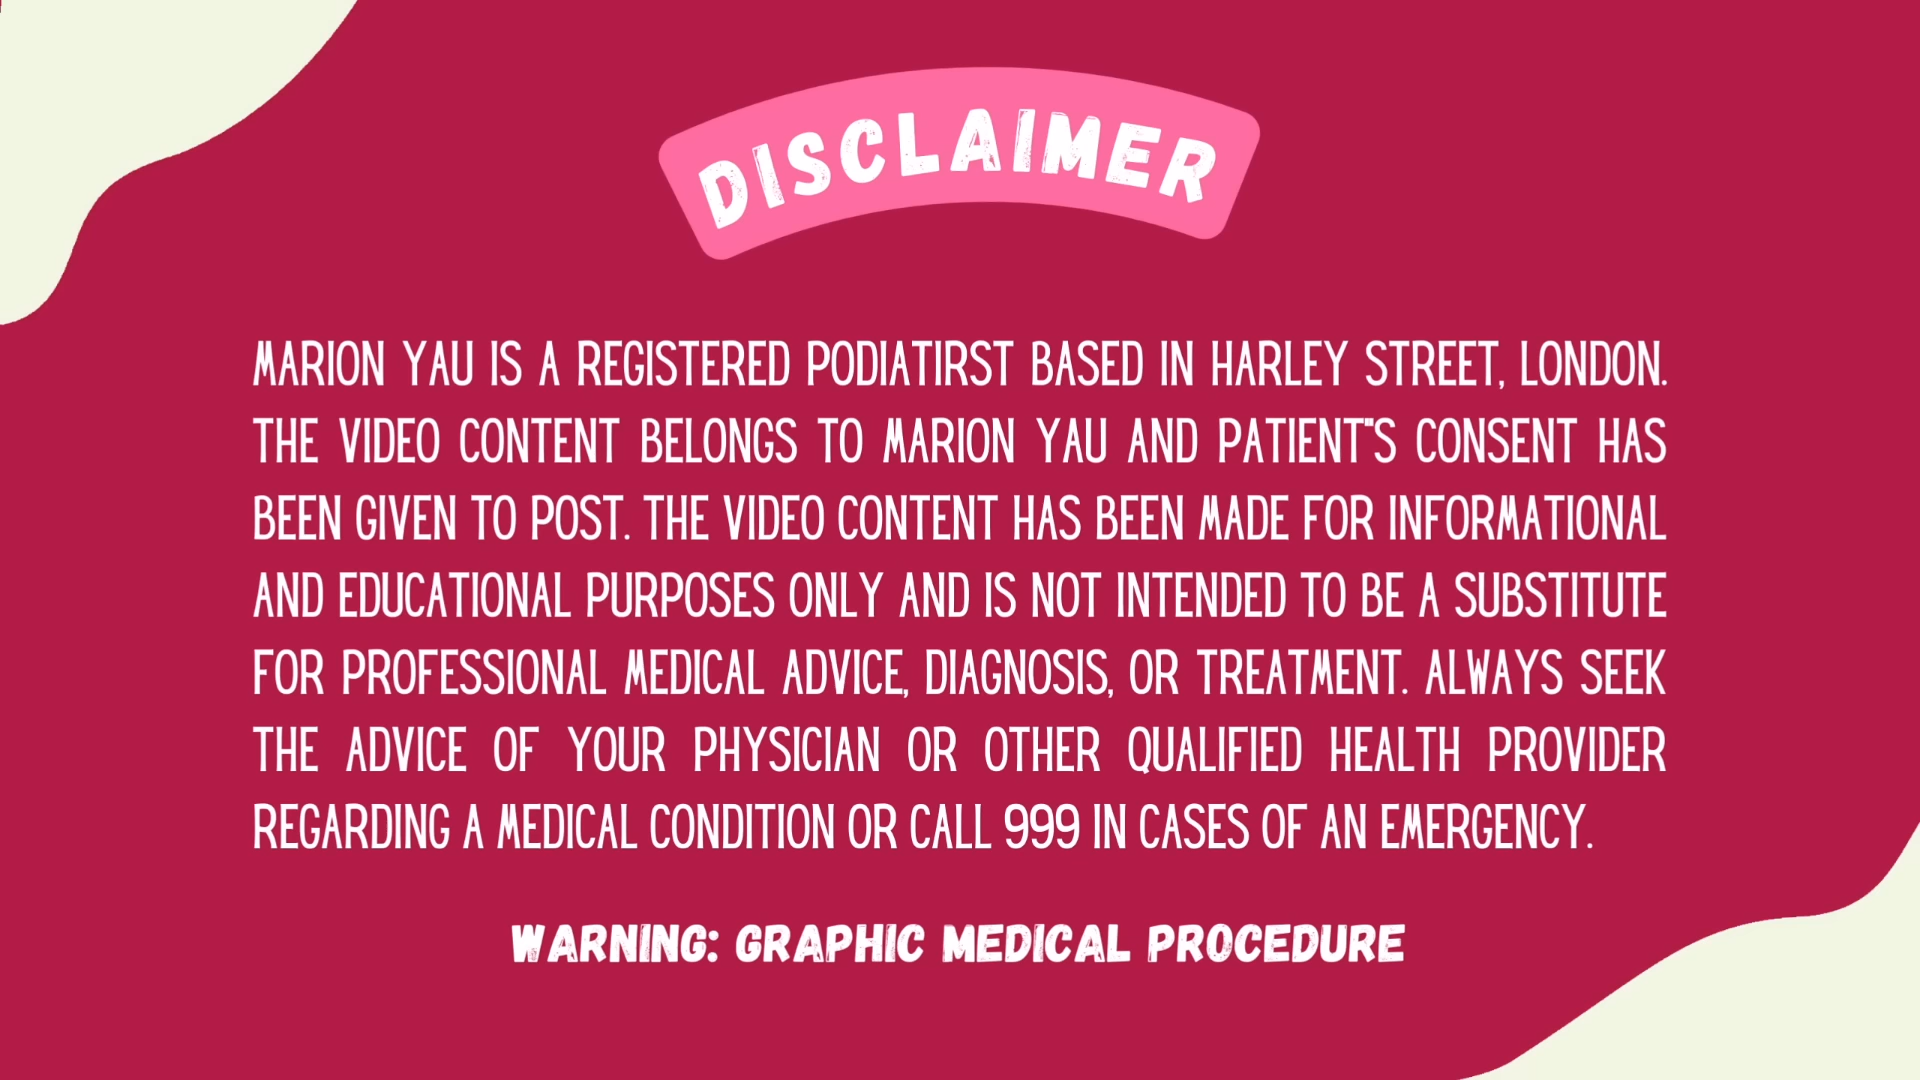 DISCLAIMER
MARION YAU IS A REGISTERED PODIATIRST BASED IN HARLEY STREET, LONDON.
THE VIDEO CONTENT BELONGS TO MARION YAU AND PATIENT"S CONSENT HAS
BEEN GIVEN TO POST. THE VIDEO CONTENT HAS BEEN MADE FOR INFORMATIONAL
AND EDUCATIONAL PURPOSES ONLY AND IS NOT INTENDED TO BE A SUBSTITUTE
FOR PROFESSIONAL MEDICAL ADVICE, DIAGNOSIS, OR TREATMENT. ALWAYS SEEK
THE ADVICE OF YOUR PHYSICIAN OR OTHER QUALIFIED HEALTH PROVIDER
REGARDING A MEDICAL CONDITION OR CALL 999 IN CASES OF AN EMERGENCY.
WARNING: GRAPHIC MEDICAL PROCEDURE